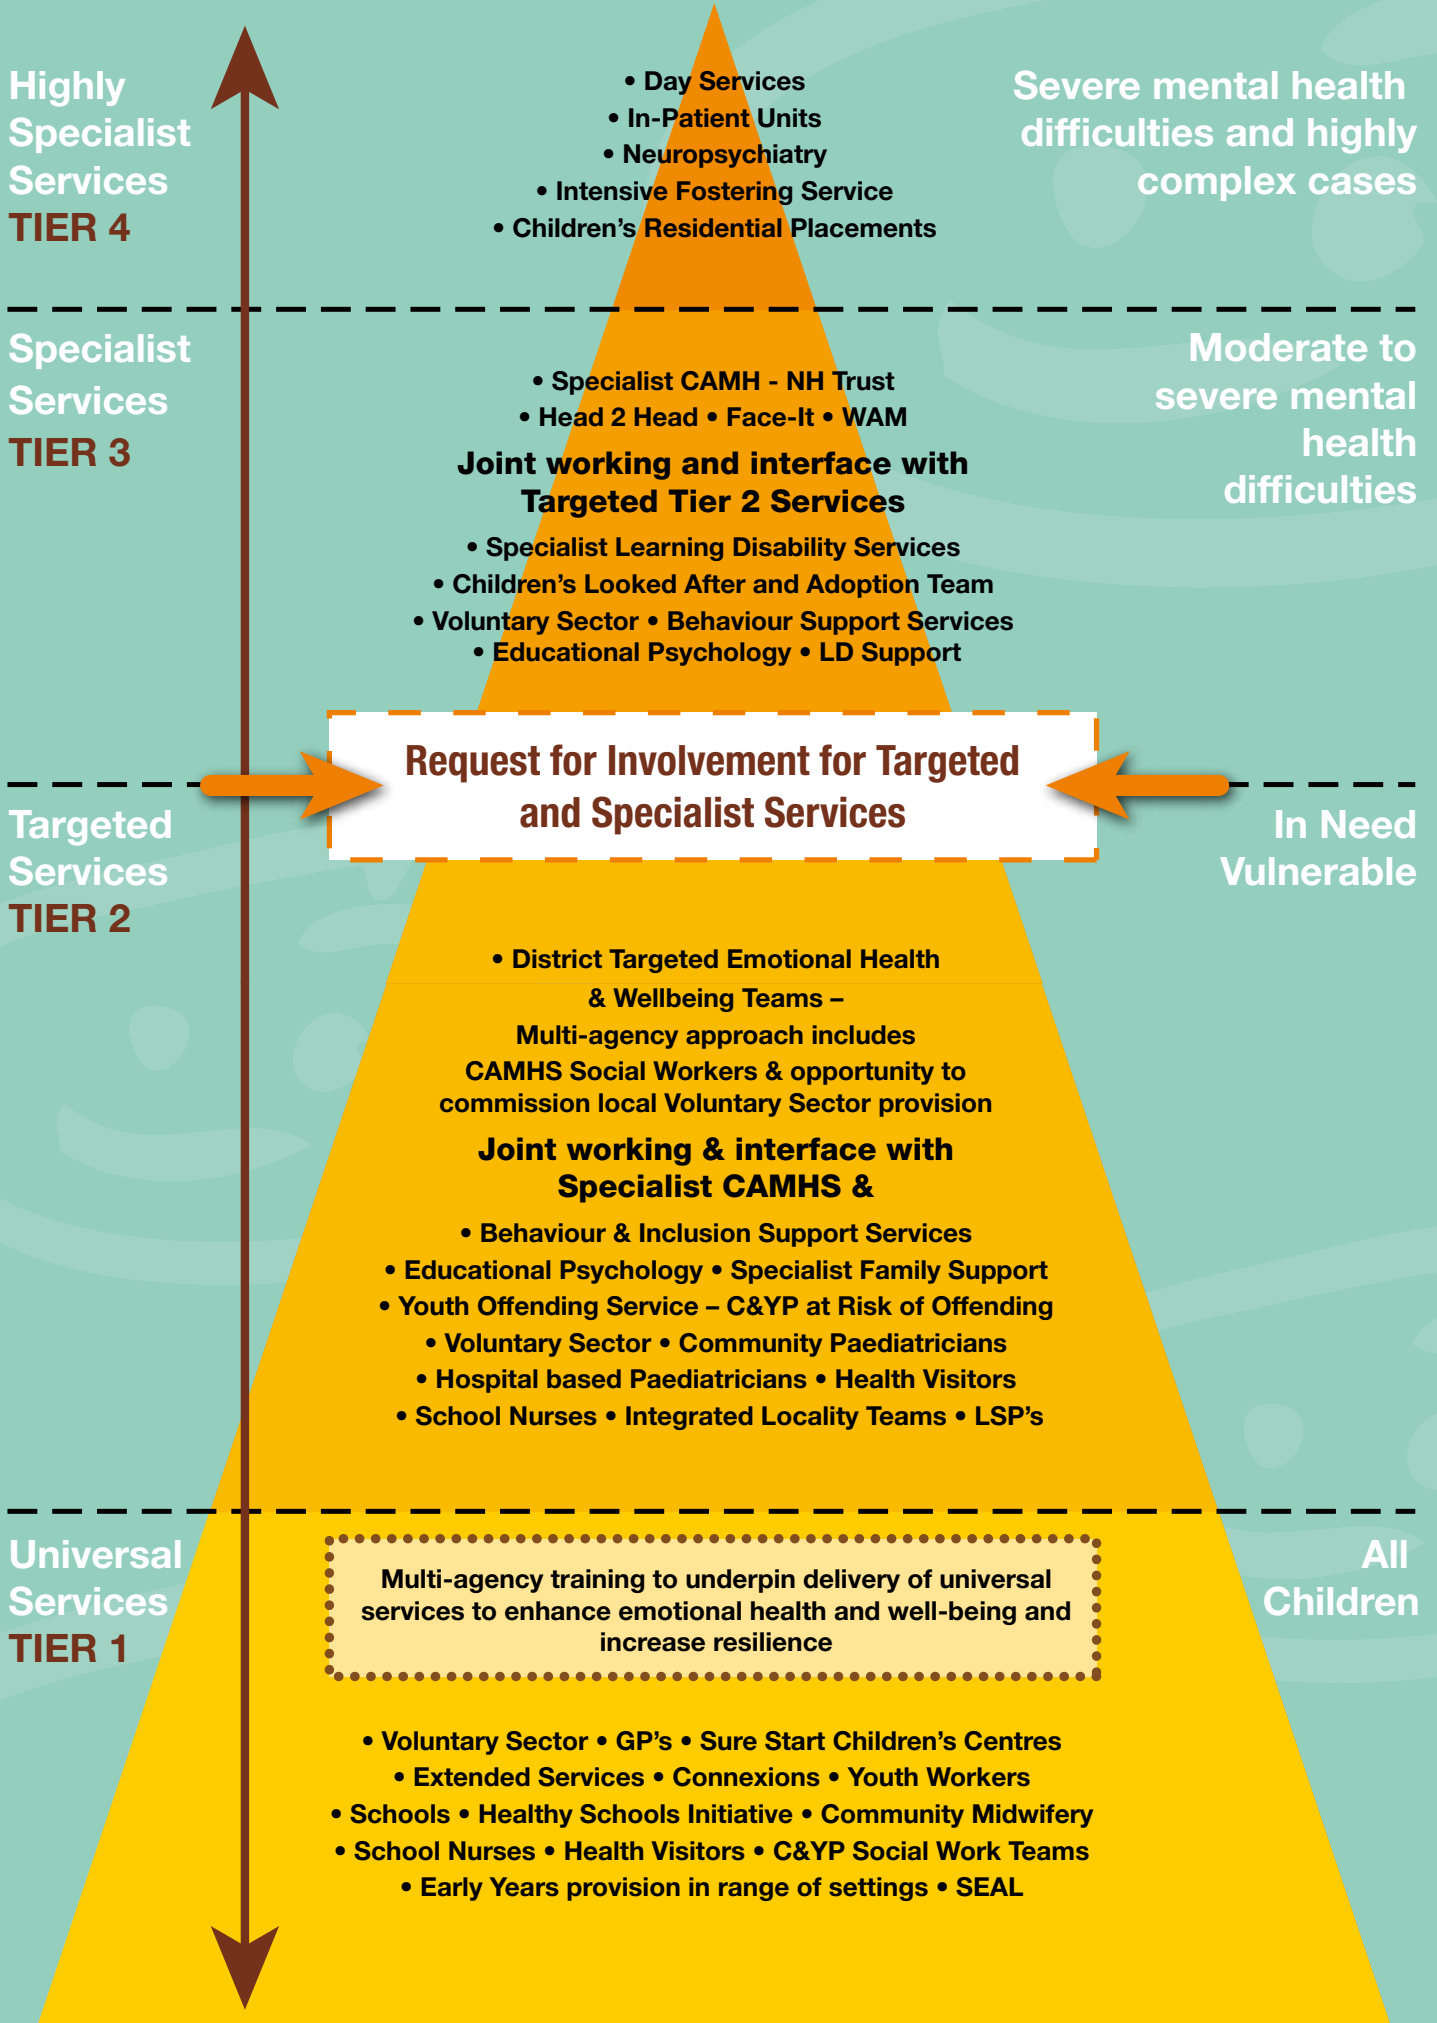 Highly
Specialist
Services
TIER 4
• Day Services
• In-Patient Units
• Neuropsychiatry
• Intensive Fostering Service
• Children’s Residential Placements
Severe mental health
difficulties and highly
complex cases
Specialist
Services
TIER 3
• Specialist CAMH - NH Trust
• Head 2 Head • Face-It • WAM
Joint working and interface with
Targeted Tier 2 Services
• Specialist Learning Disability Services
• Children’s Looked After and Adoption Team
• Voluntary Sector • Behaviour Support Services
• Educational Psychology • LD Support
Moderate to
severe mental
health
difficulties
Request for Involvement for Targeted
and Specialist Services
Targeted
Services
TIER 2
In Need
Vulnerable
• District Targeted Emotional Health
& Wellbeing Teams –
Multi-agency approach includes
CAMHS Social Workers & opportunity to
commission local Voluntary Sector provision
Joint working & interface with
Specialist CAMHS &
• Behaviour & Inclusion Support Services
• Educational Psychology • Specialist Family Support
• Youth Offending Service – C&YP at Risk of Offending
• Voluntary Sector • Community Paediatricians
• Hospital based Paediatricians • Health Visitors
• School Nurses • Integrated Locality Teams • LSP’s
Universal
Services
TIER 1
All
Children
Multi-agency training to underpin delivery of universal
services to enhance emotional health and well-being and
increase resilience
• Voluntary Sector • GP’s • Sure Start Children’s Centres
• Extended Services • Connexions • Youth Workers
• Schools • Healthy Schools Initiative • Community Midwifery
• School Nurses • Health Visitors • C&YP Social Work Teams
• Early Years provision in range of settings • SEAL